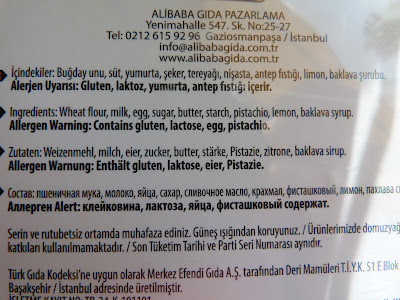 ALİBABA GIDA PAZARLAMA
Yenimahalle 547. Sk. No:25-27
Tel: 0212 615 92 96 Gaziosmanpaşa / İstanbul
info@alibabagida.com
www.alibabagida.com.tr
İçindekiler: Buğday unu, süt, yumurta, şeker, tereyağı, nişasta, antep fıstığı, limon, baklava şurubu.
Alerjen Uyarısı: Gluten, laktoz, yumurta, antep fıstığı içerir.
Ingredients: Wheat flour, milk, egg, sugar, butter, starch, pistachio, lemon, baklava syrup.
Allergen Warning: Contains gluten, lactose, egg, pistachio.
Zutaten: Weizenmehl, milch, eier, zucker, butter, stärke, Pistazie, zitrone, baklava sirup.
Allergen Warnung: Enthält gluten, laktose, eier, Pistazie.
Состав: пшеничная мука, молоко, яйца, сахар, сливочное масло, крахмал, фисташковый, лимон, пахлава
Аллерген Alert: клейковина, лактоза, яйца, фисташковый содержат.
Serin ve rutubetsiz ortamda muhafaza ediniz. Güneş ışığından koruyunuz. / Ürünlerimizde domuzyağı
katkıları kullanılmamaktadır. / Son Tüketim Tarihi ve Parti Seri Numarası aynıdır.
Türk Gıda Kodeksi'ne uygun olarak Merkez Efendi Gıda A.Ş. tarafından Deri Mamüleri T.İ.Y.K. S1 E Blok
Başakşehir / İstanbul adresinde üretilmiştir.